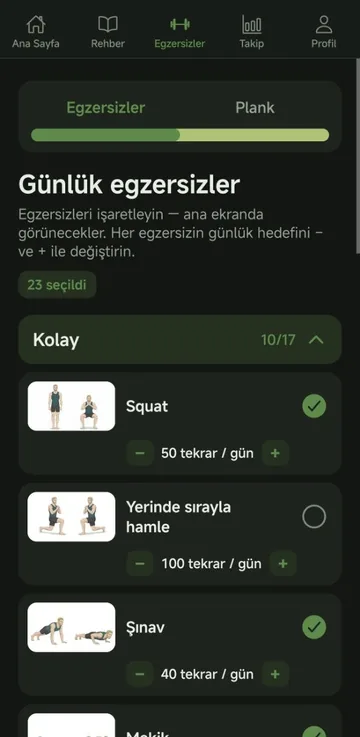 Ana Sayfa
Rehber
Egzersizler
Takip
Profil
Egzersizler
Plank
Günlük egzersizler
Egzersizleri işaretleyin — ana ekranda
görünecekler. Her egzersizin günlük hedefini −
ve + ile değiştirin.
23 seçildi
Kolay
10/17
Squat
− 50 tekrar / gün +
Yerinde sırayla
hamle
− 100 tekrar / gün +
Şınav
− 40 tekrar / gün +
Mekik